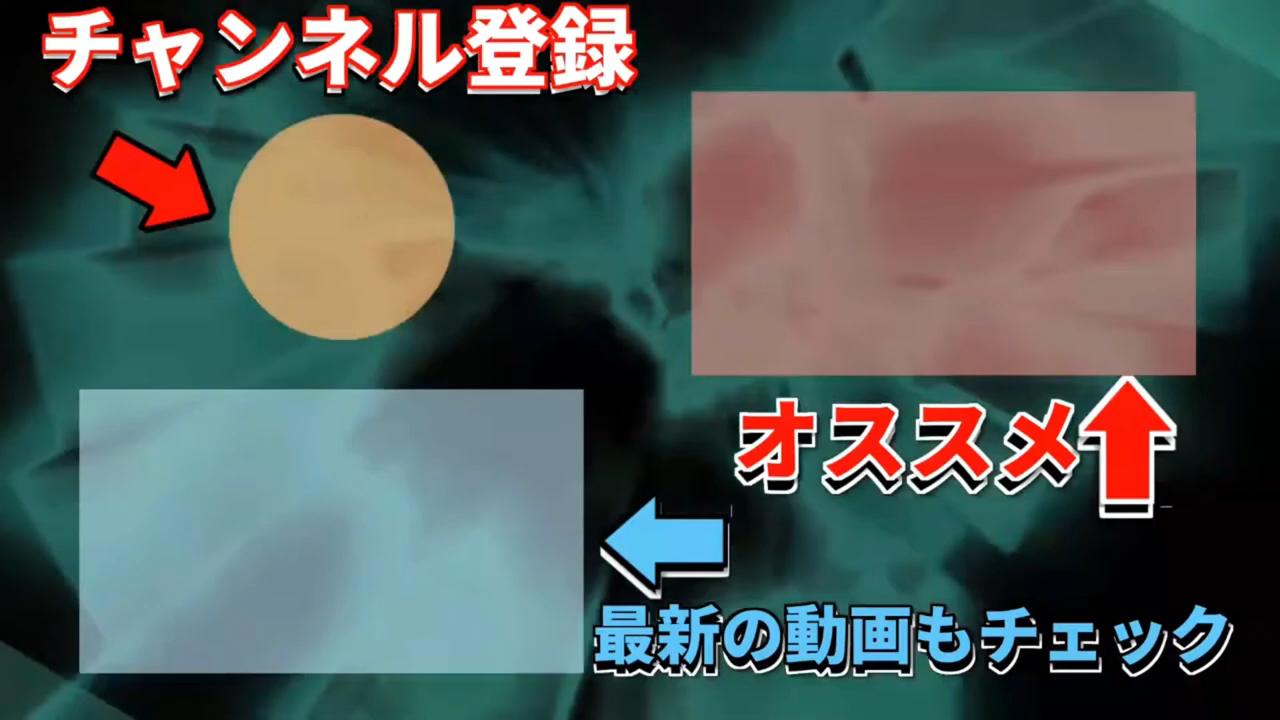 チャンネル登録
オススメ
最新の動画もチェック